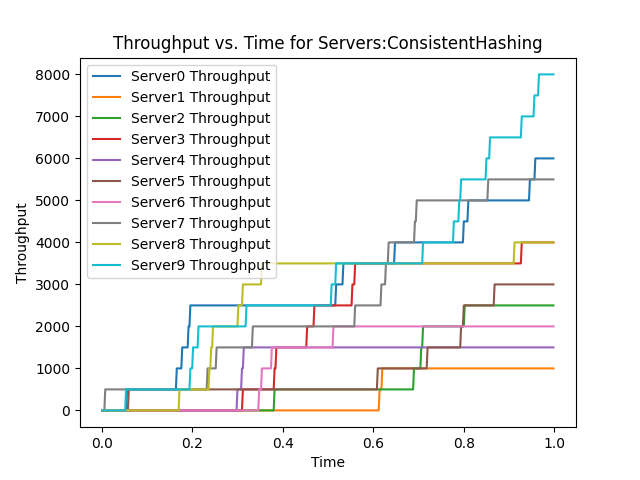 Throughput vs. Time for Servers:ConsistentHashing
8000
7000
6000
5000
4000
3000
2000
1000
0
Throughput
Server0 Throughput
Server1 Throughput
Server2 Throughput
Server3 Throughput
Server4 Throughput
Server5 Throughput
Server6 Throughput
Server7 Throughput
Server8 Throughput
Server9 Throughput
0.0 0.2 0.4 0.6 0.8 1.0
Time